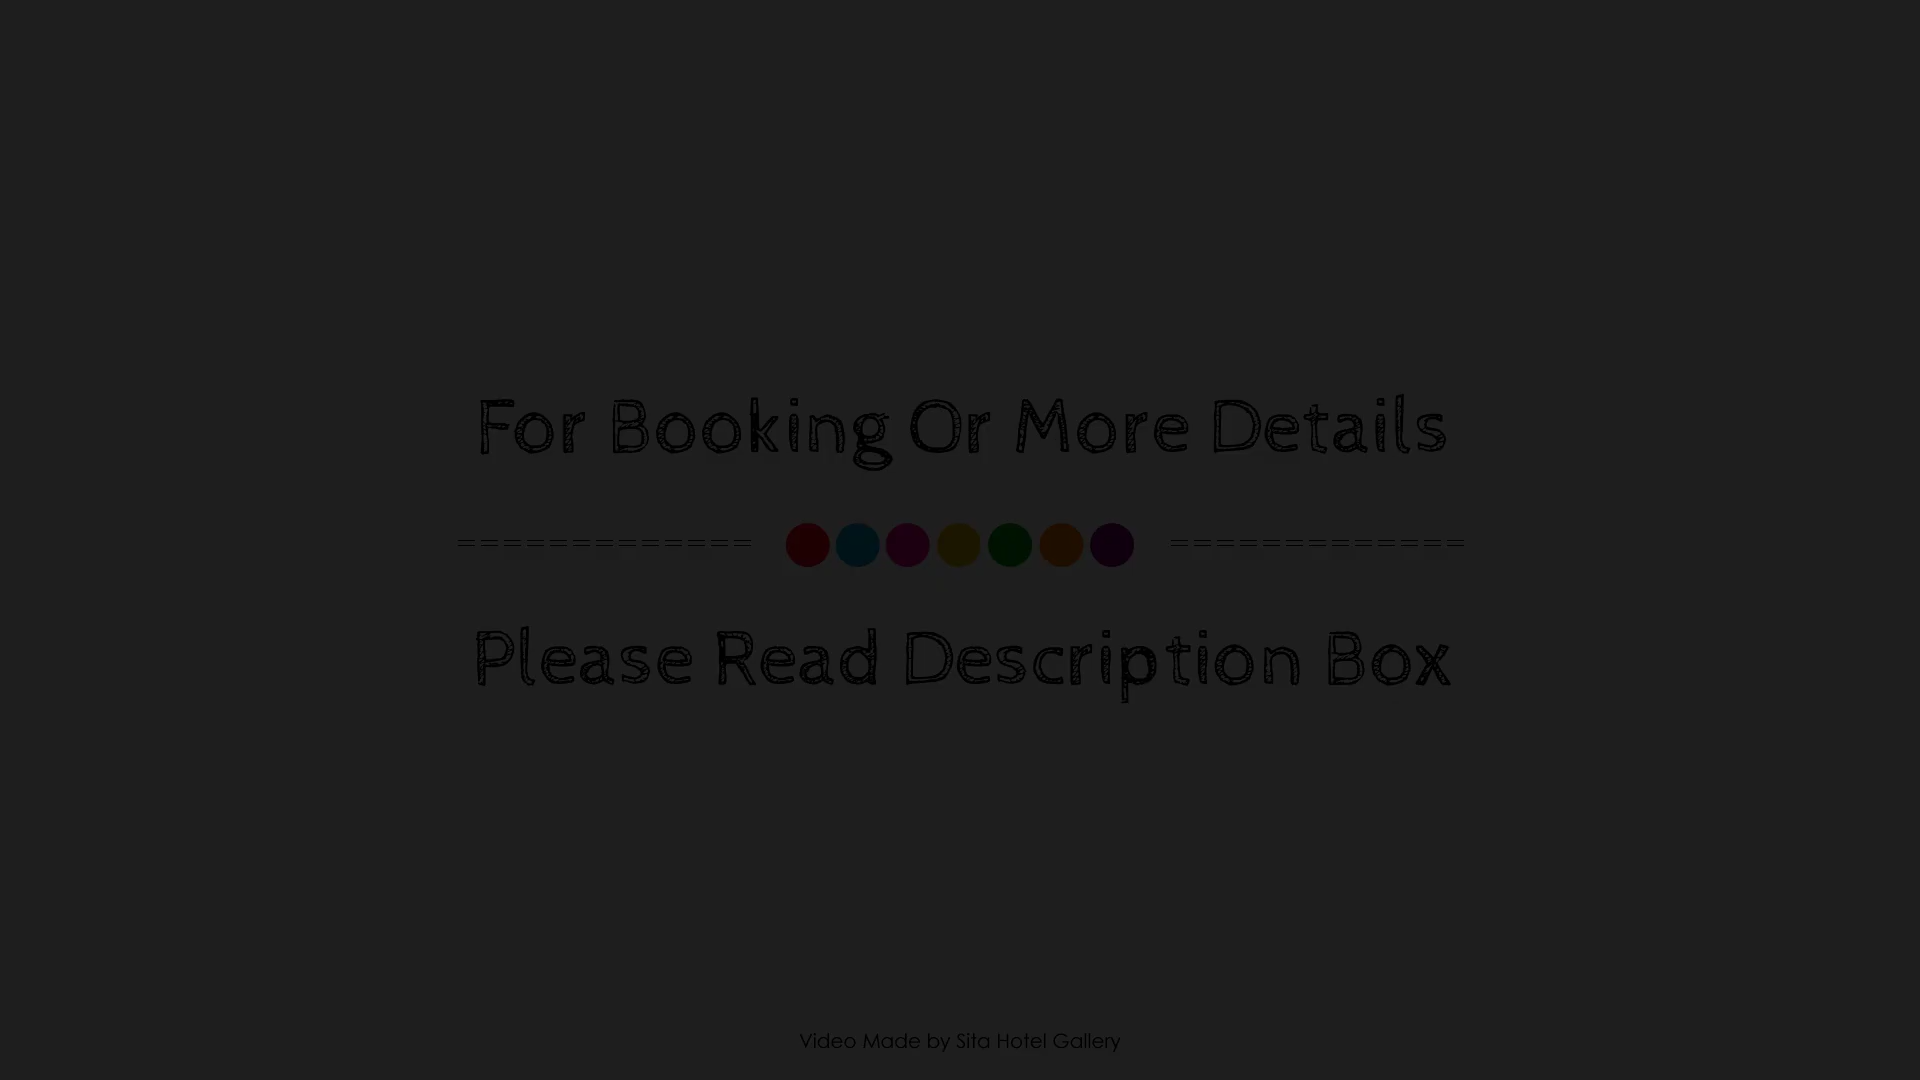 For Booking Or More Details
============= =============
Please Read Description Box
Video Made by Sita Hotel Gallery